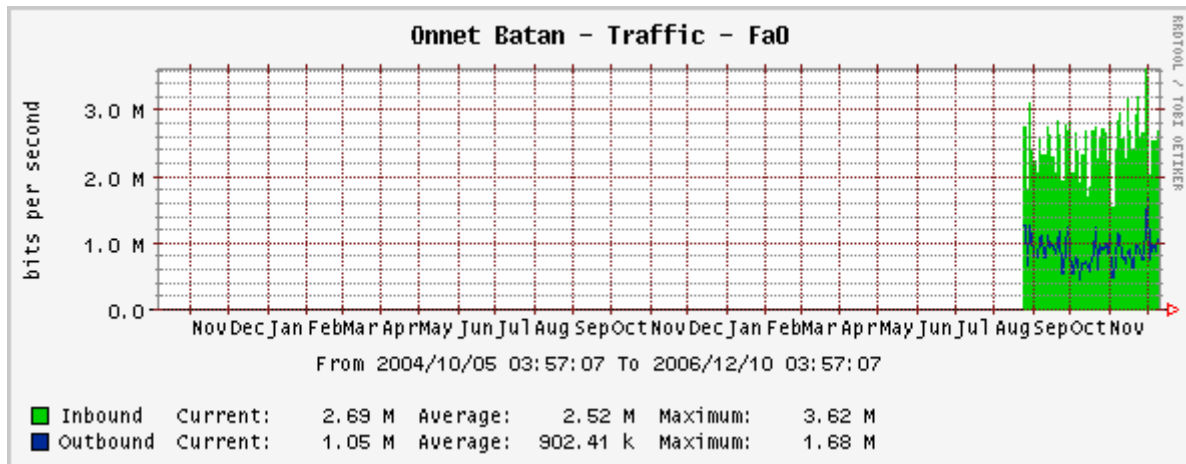 Onnet Batan - Traffic - Fa0
RRDTOOL / TOBI OETIKER
bits per second
3.0 M
2.0 M
1.0 M
0.0
Nov Dec Jan Feb Mar Apr May Jun Jul Aug Sep Oct Nov Dec Jan Feb Mar Apr May Jun Jul Aug Sep Oct Nov
From 2004/10/05 03:57:07 To 2006/12/10 03:57:07
Inbound Current: 2.69 M Average: 2.52 M Maximum: 3.62 M
Outbound Current: 1.05 M Average: 902.41 k Maximum: 1.68 M